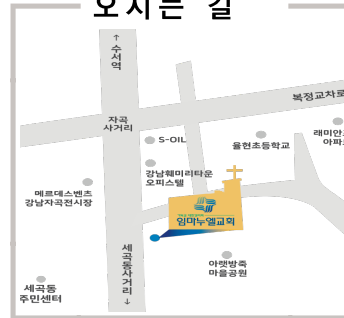 오시는 길
↑
수서역
복정교차로
자곡
사거리
S-OIL
율현초등학교
래미안
아파
강남훼미리타운
오피스텔
메르데스벤츠
강남자곡전시장
임마누엘교회
세곡동사거리
↓
아랫방죽
마을공원
세곡동
주민센터